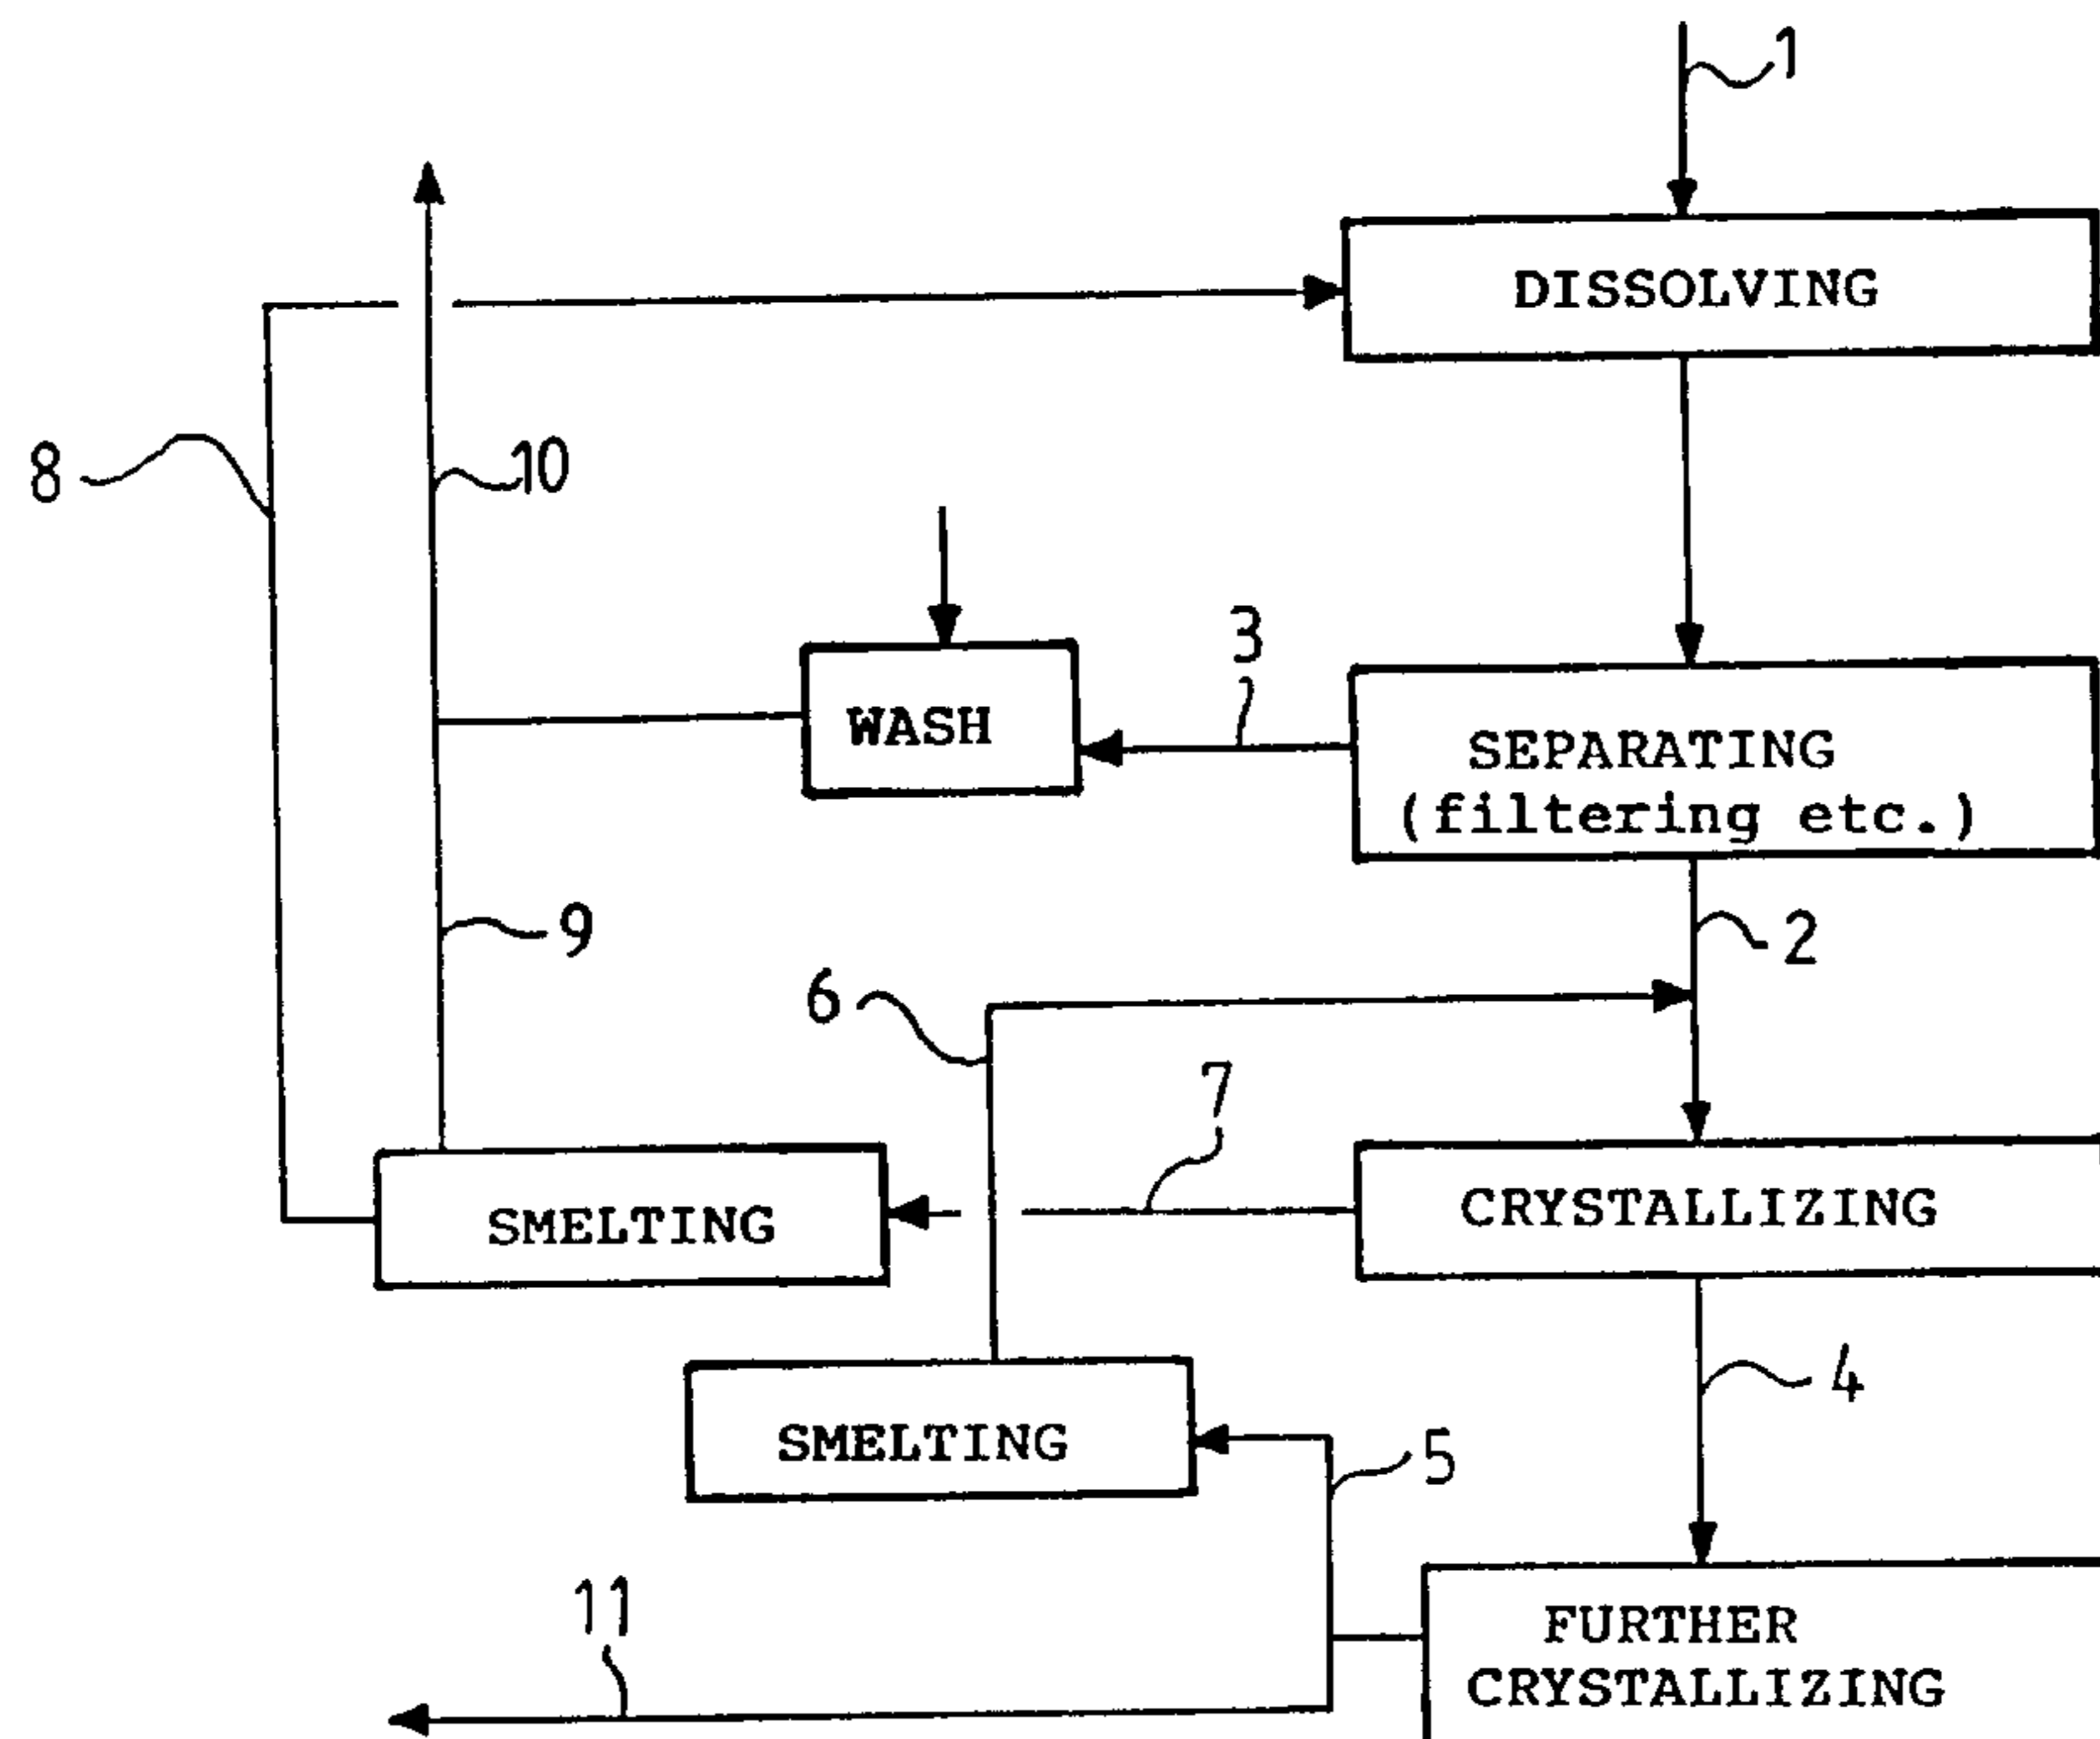 1
DISSOLVING
8
10
3
WASH
SEPARATING
(filtering etc.)
9
2
6
7
SMELTING
CRYSTALLIZING
4
SMELTING
5
11
FURTHER
CRYSTALLIZING